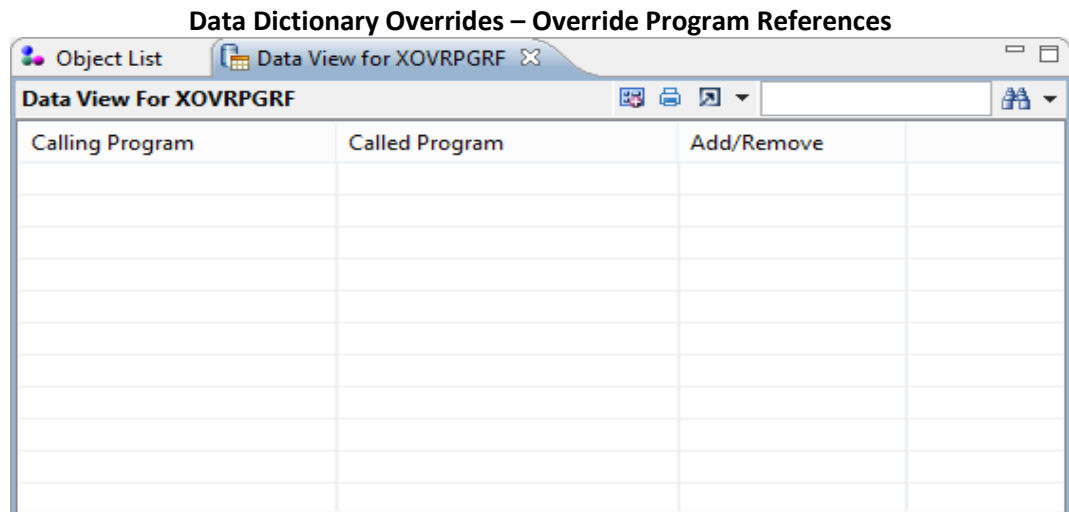 Data Dictionary Overrides – Override Program References
Object List Data View for XOVRPGRF
Data View For XOVRPGRF
Calling Program Called Program Add/Remove